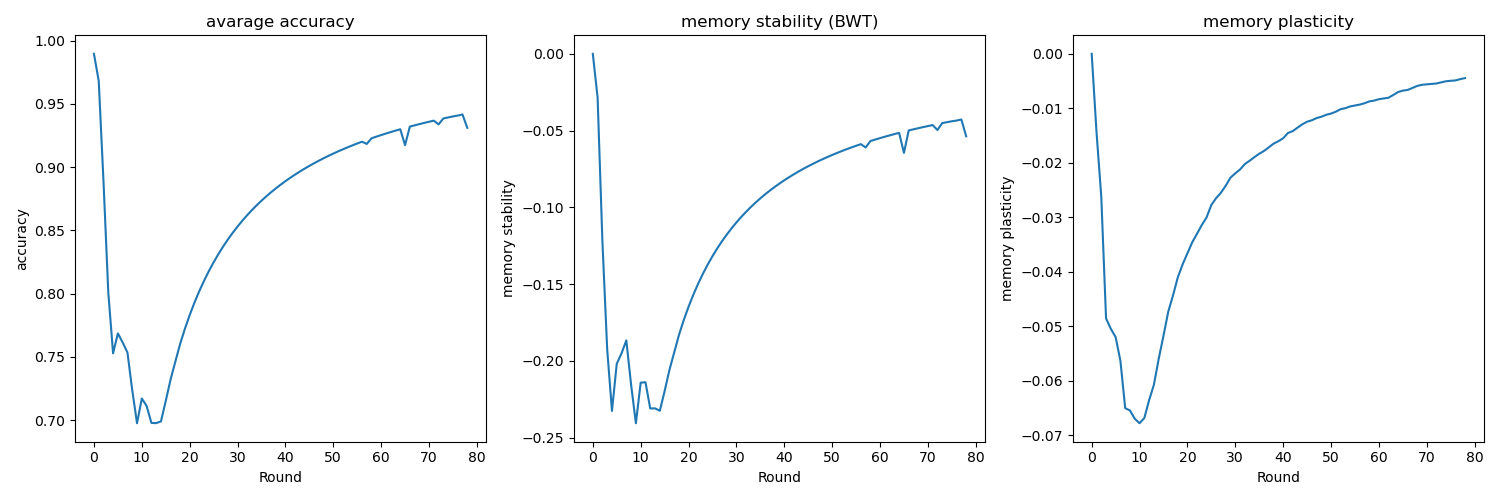 avarage accuracy
accuracy
1.00
0.95
0.90
0.85
0.80
0.75
0.70
0 10 20 30 40 50 60 70 80
Round
memory stability (BWT)
memory stability
0.00
−0.05
−0.10
−0.15
−0.20
−0.25
0 10 20 30 40 50 60 70 80
Round
memory plasticity
memory plasticity
0.00
−0.01
−0.02
−0.03
−0.04
−0.05
−0.06
−0.07
0 10 20 30 40 50 60 70 80
Round